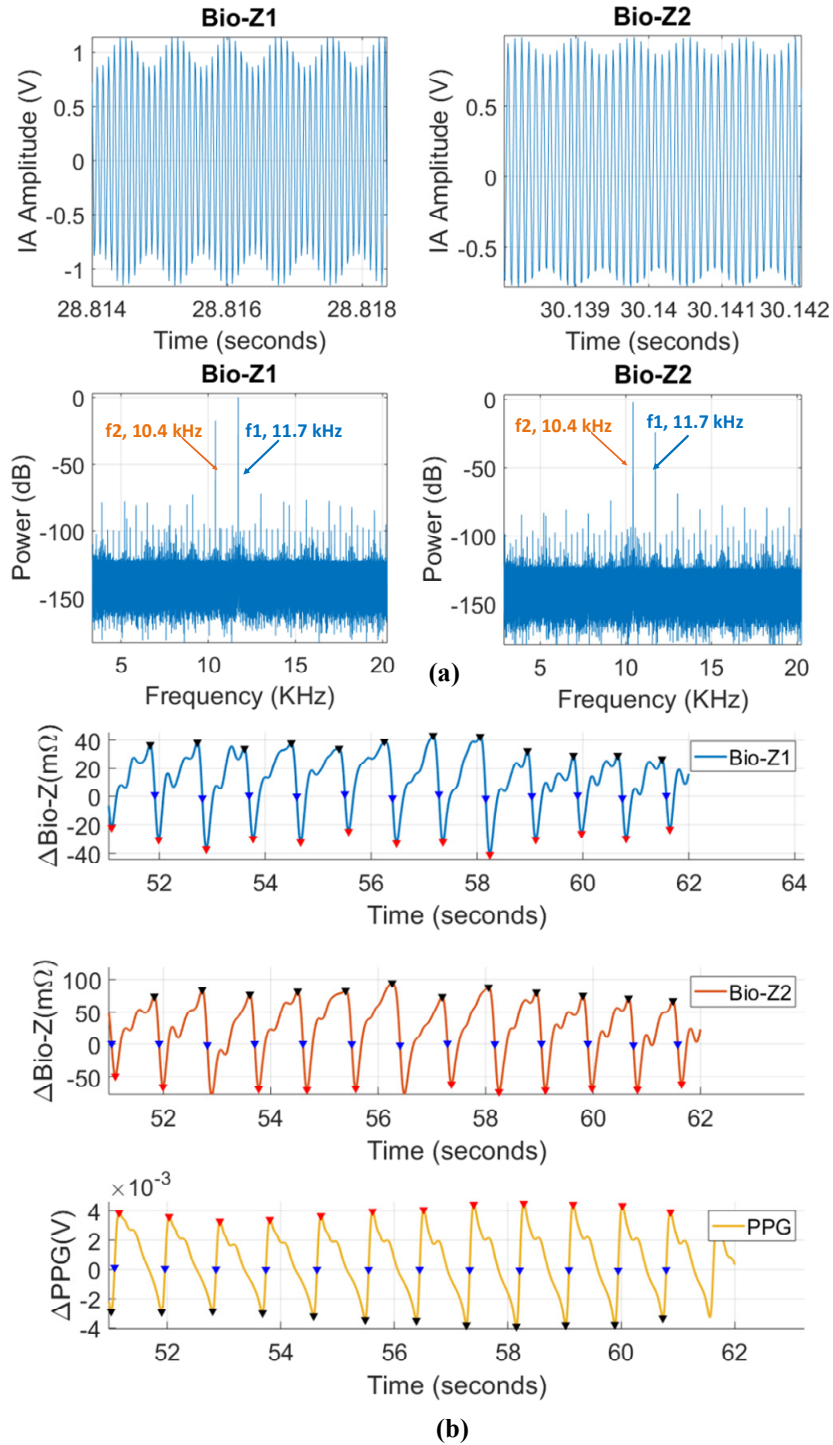 Bio-Z1
IA Amplitude (V)
1
0.5
0
-0.5
-1
28.814 28.816 28.818
Time (seconds)
Bio-Z2
IA Amplitude (V)
0.5
0
-0.5
30.139 30.14 30.141 30.142
Time (seconds)
Bio-Z1
Power (dB)
0
-50
-100
-150
f2, 10.4 kHz
f1, 11.7 kHz
5 10 15 20
Frequency (KHz)
Bio-Z2
Power (dB)
0
-50
-100
-150
f2, 10.4 kHz
f1, 11.7 kHz
5 10 15 20
Frequency (KHz)
(a)
ΔBio-Z(mΩ)
40
20
0
-20
-40
Bio-Z1
52 54 56 58 60 62 64
Time (seconds)
ΔBio-Z(mΩ)
100
50
0
-50
Bio-Z2
52 54 56 58 60 62
Time (seconds)
×10⁻³
ΔPPG(V)
4
2
0
-2
-4
PPG
52 54 56 58 60 62
Time (seconds)
(b)